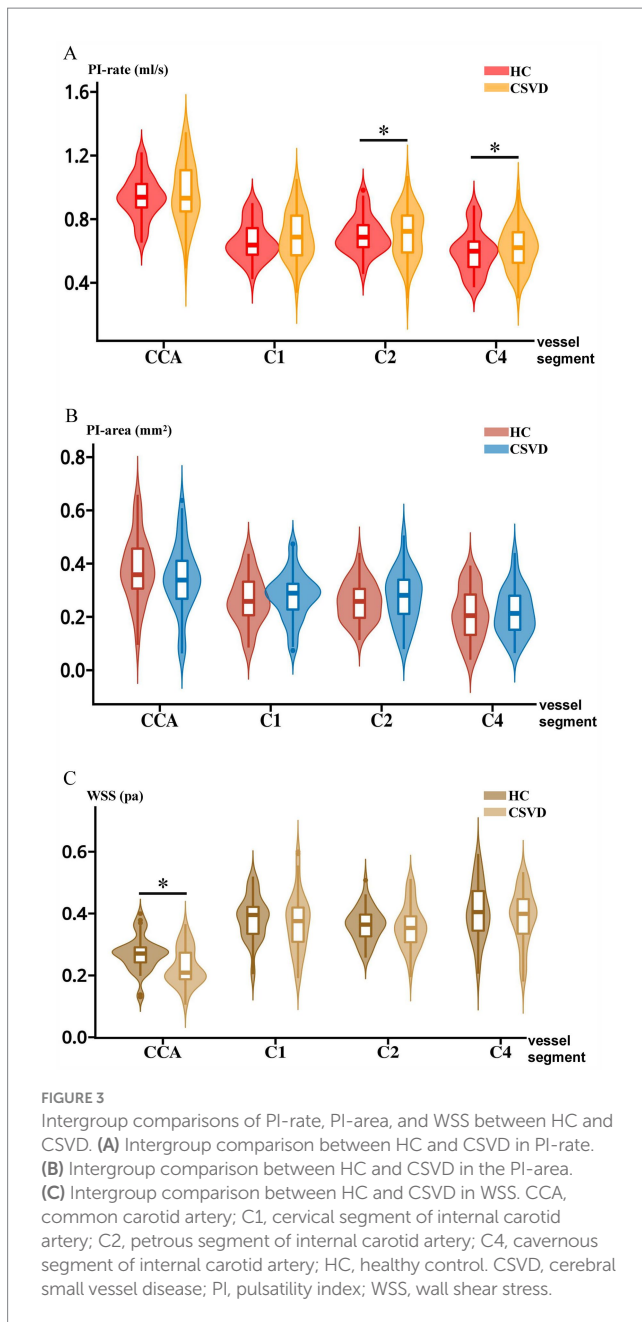 A
PI-rate (ml/s)
HC
CSVD
1.6
1.2
0.8
0.4
*
*
CCA
C1
C2
C4
vessel
segment
B
PI-area (mm²)
HC
CSVD
0.8
0.6
0.4
0.2
0.0
CCA
C1
C2
C4
vessel
segment
C
WSS (pa)
HC
CSVD
0.6
0.4
0.2
0.0
*
CCA
C1
C2
C4
vessel
segment
FIGURE 3
Intergroup comparisons of PI-rate, PI-area, and WSS between HC and
CSVD. (A) Intergroup comparison between HC and CSVD in PI-rate.
(B) Intergroup comparison between HC and CSVD in the PI-area.
(C) Intergroup comparison between HC and CSVD in WSS. CCA,
common carotid artery; C1, cervical segment of internal carotid
artery; C2, petrous segment of internal carotid artery; C4, cavernous
segment of internal carotid artery; HC, healthy control. CSVD, cerebral
small vessel disease; PI, pulsatility index; WSS, wall shear stress.